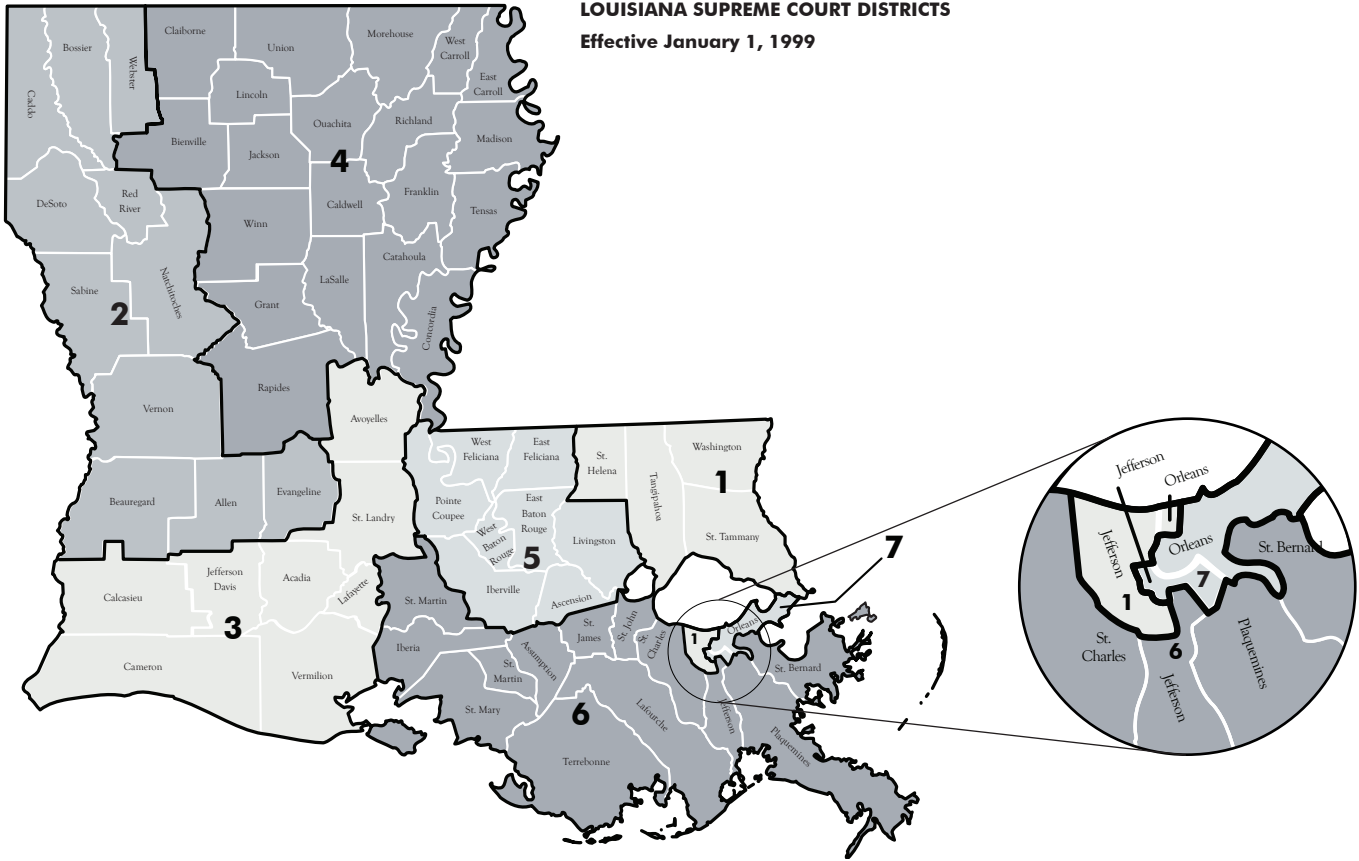 LOUISIANA SUPREME COURT DISTRICTS
Effective January 1, 1999
Caddo
Bossier
Webster
Claiborne
Union
Morehouse
West
Carroll
East
Carroll
Lincoln
Ouachita
Richland
Madison
Bienville
Jackson
4
DeSoto
Red
River
Winn
Caldwell
Franklin
Tensas
Sabine
2
Natchitoches
Grant
LaSalle
Catahoula
Concordia
Vernon
Rapides
Avoyelles
Beauregard
Allen
Evangeline
St. Landry
West
Feliciana
East
Feliciana
St.
Helena
Tangipahoa
Washington
1
Pointe
Coupee
West
Baton
Rouge
East
Baton
Rouge
5
Livingston
St. Tammany
7
Calcasieu
Jefferson
Davis
Acadia
Lafayette
3
Iberville
Ascension
Cameron
Vermilion
St. Martin
Iberia
St.
Martin
St. Mary
Assumption
St.
James
St. John
St.
Charles
1
Orleans
St. Bernard
6
Lafourche
Jefferson
Plaquemines
Terrebonne
Jefferson
Orleans
Jefferson
Orleans
St. Bernard
7
1
St.
Charles
6
Jefferson
Plaquemines